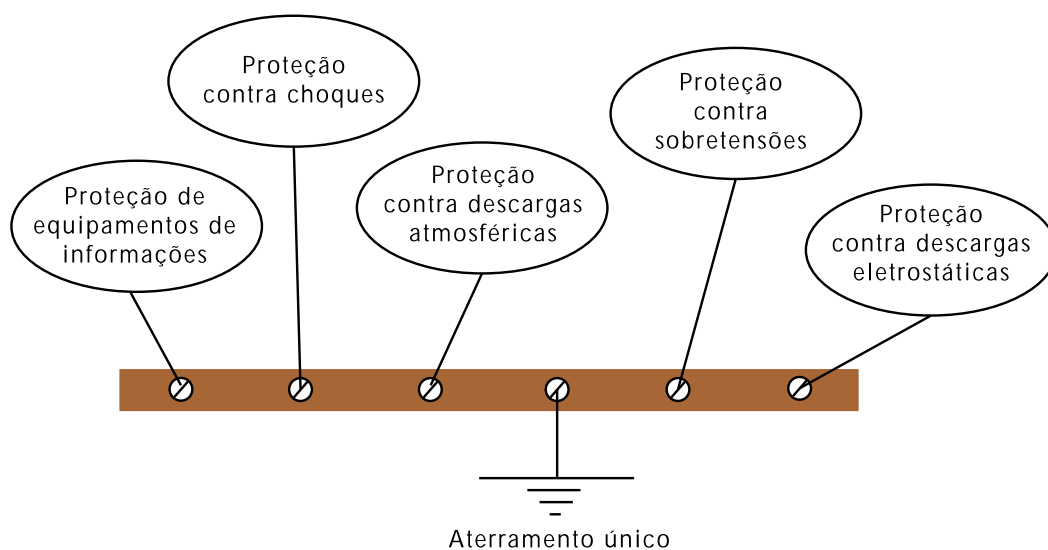 Proteção
contra choques
Proteção
contra
sobretensões
Proteção de
equipamentos de
informações
Proteção
contra descargas
atmosféricas
Proteção
contra descargas
eletrostáticas
Aterramento único